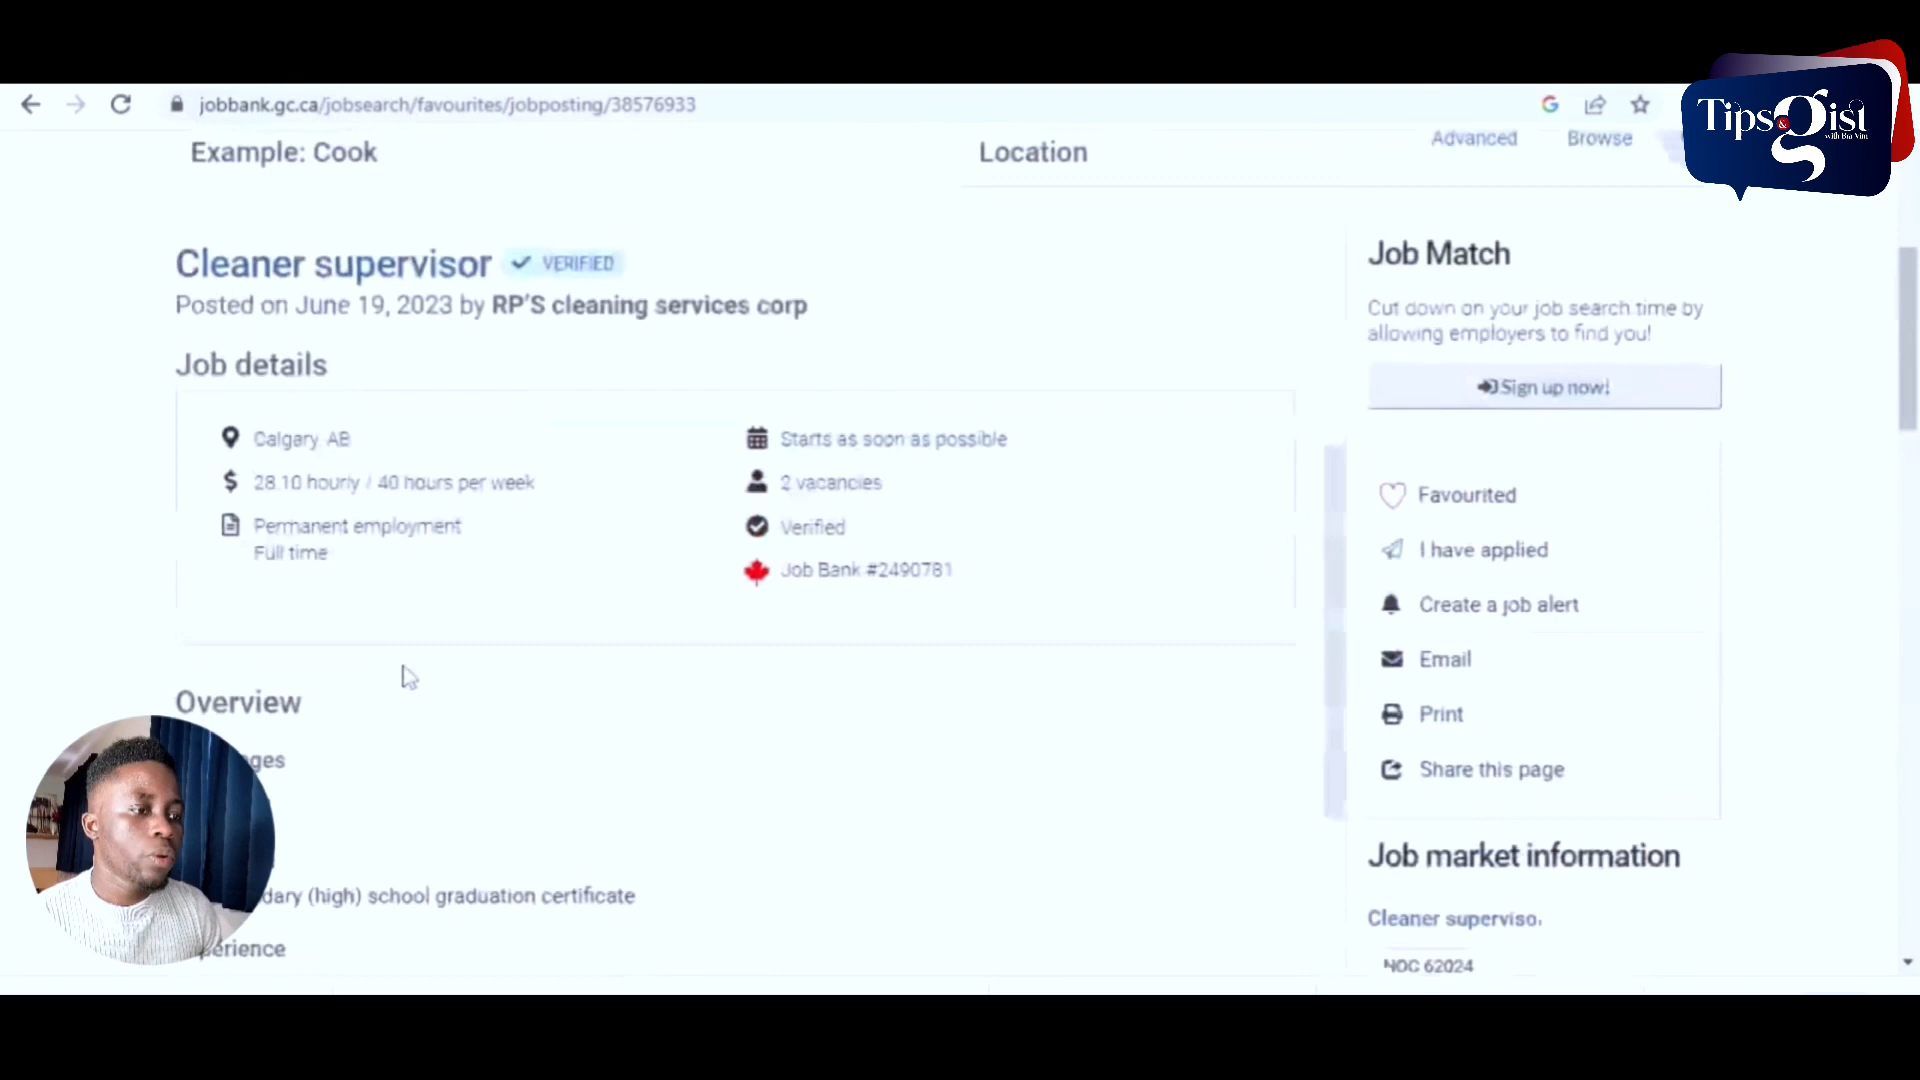 jobbank.gc.ca/jobsearch/favourites/jobposting/38576933
Tips & Gist
with Bra Vim
Advanced Browse
Example: Cook
Location
Cleaner supervisor VERIFIED
Posted on June 19, 2023 by RP'S cleaning services corp
Job details
Calgary, AB
28.10 hourly / 40 hours per week
Permanent employment
Full time
Starts as soon as possible
2 vacancies
Verified
Job Bank #2490781
Overview
ges
dary (high) school graduation certificate
perience
Job Match
Cut down on your job search time by
allowing employers to find you!
Sign up now!
Favourited
I have applied
Create a job alert
Email
Print
Share this page
Job market information
Cleaner superviso
NOC 62024